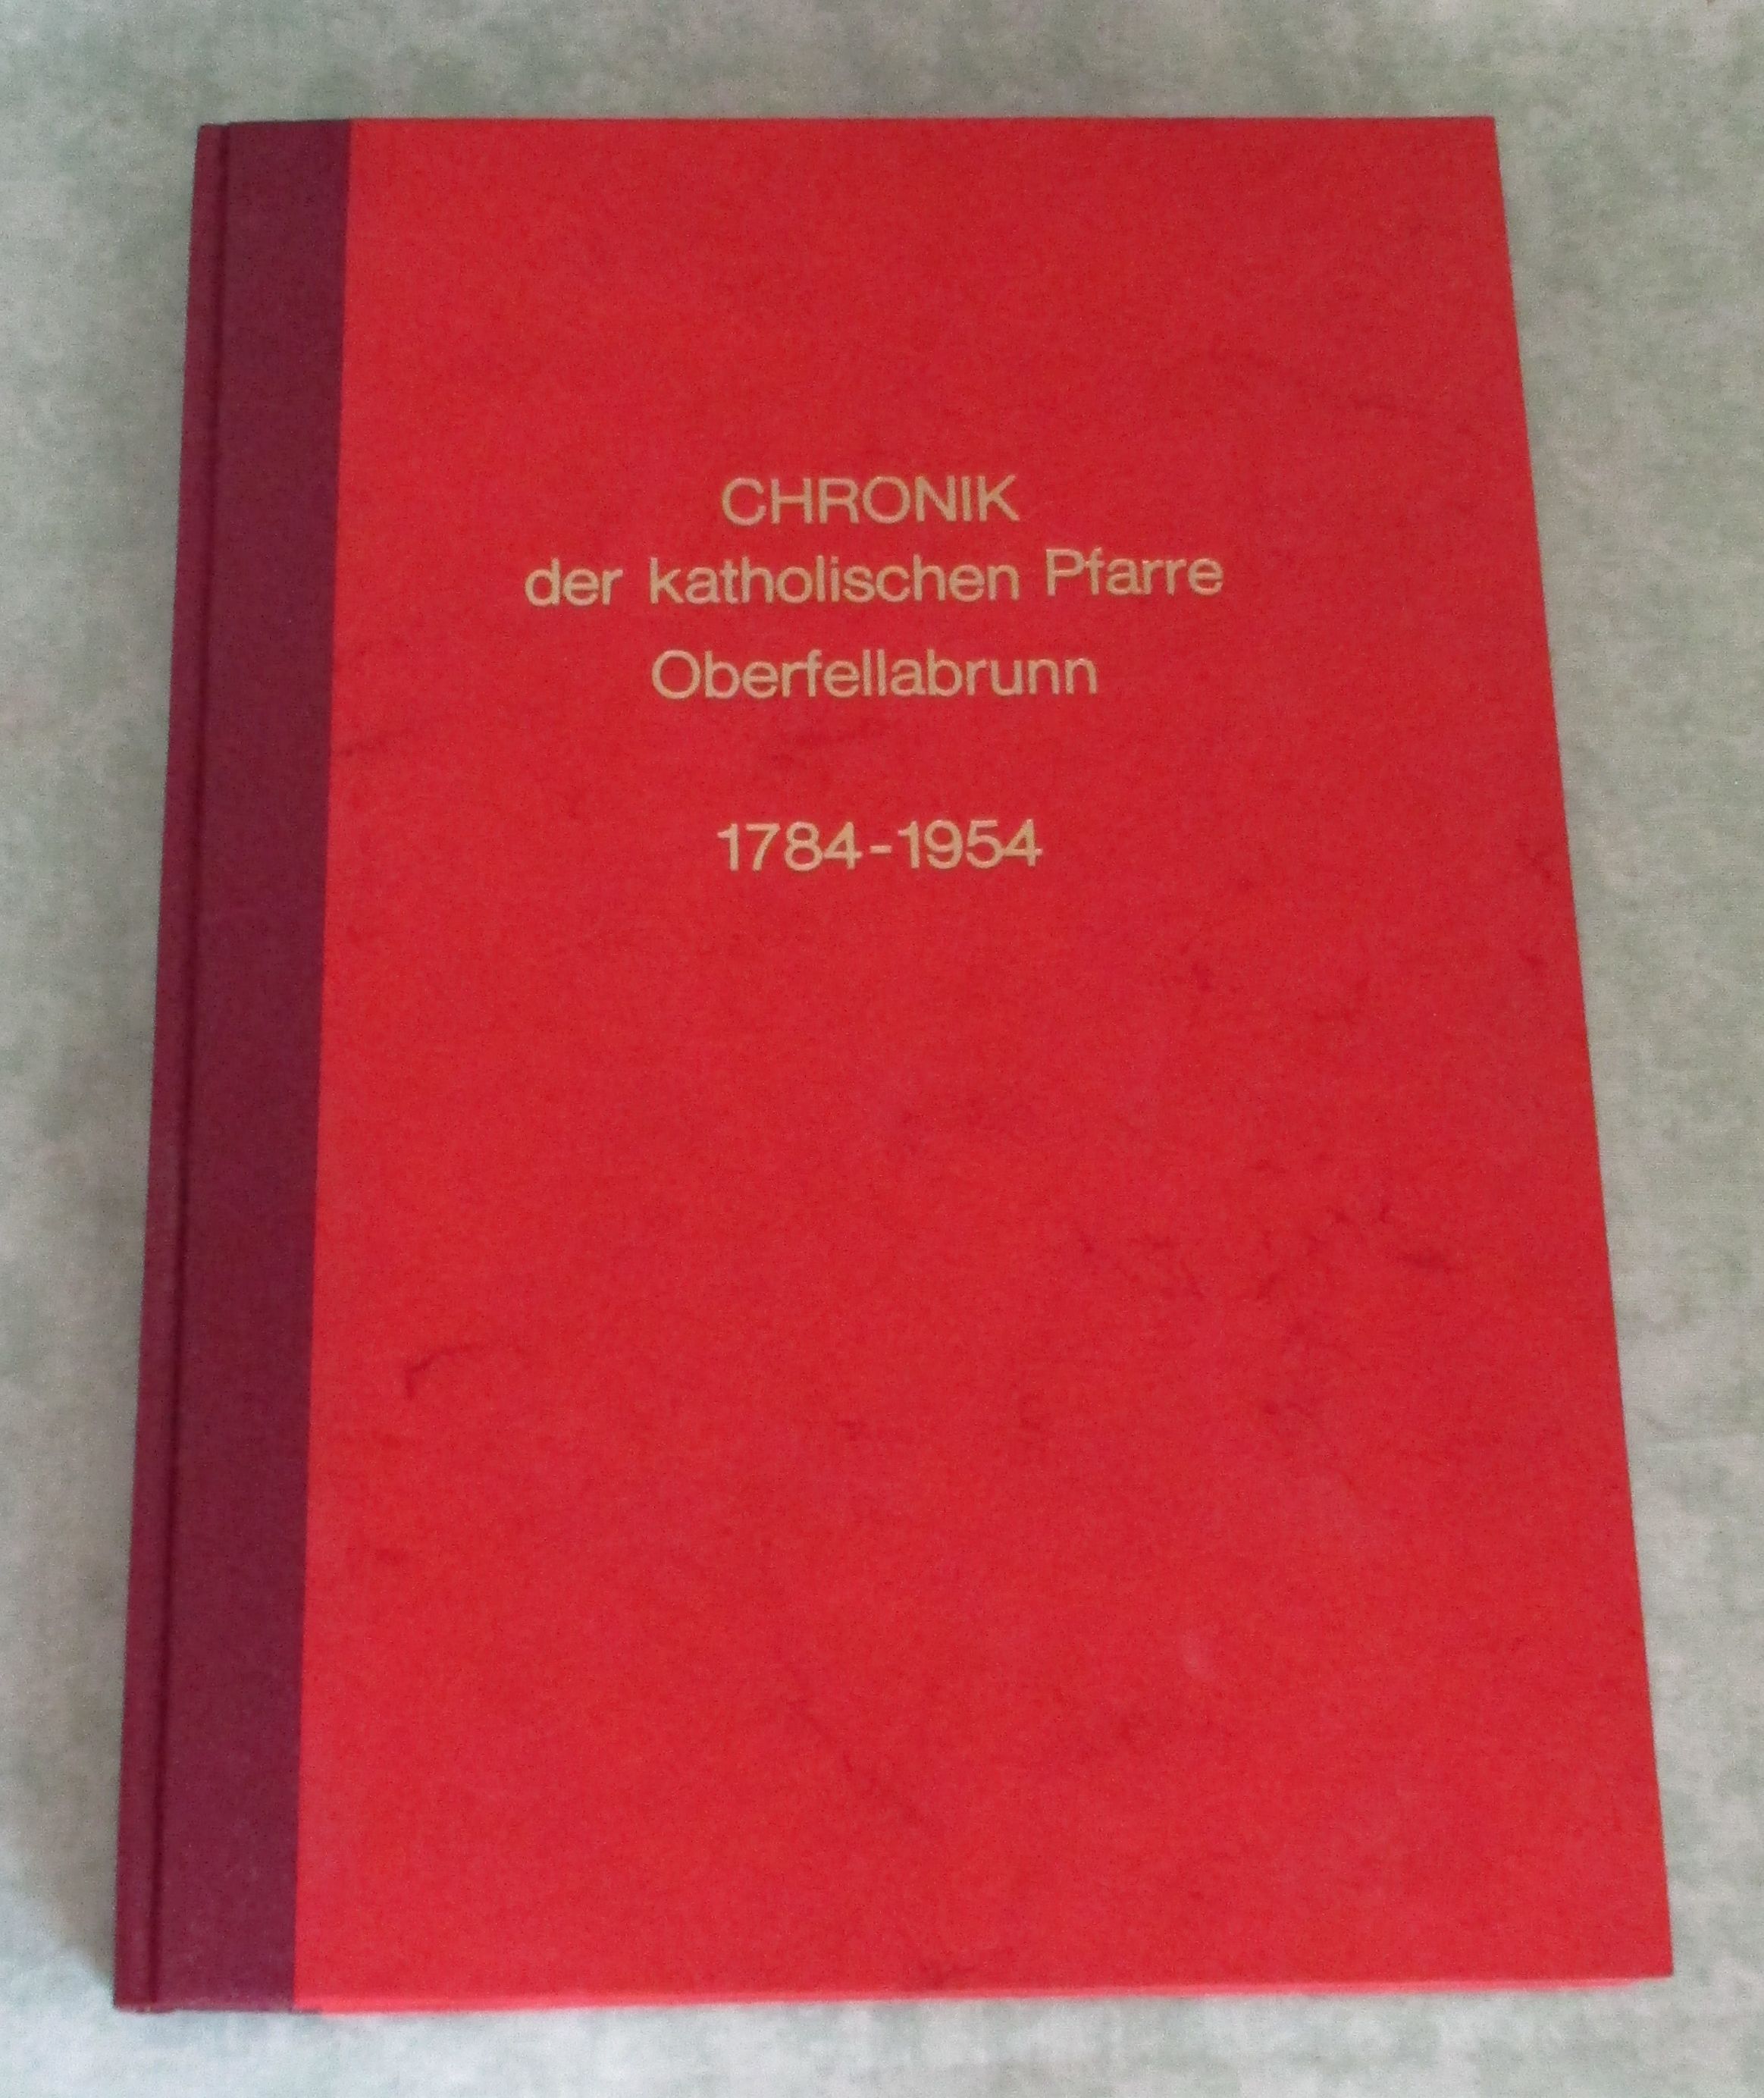 CHRONIK
der katholischen Pfarre
Oberfellabrunn
1784-1954